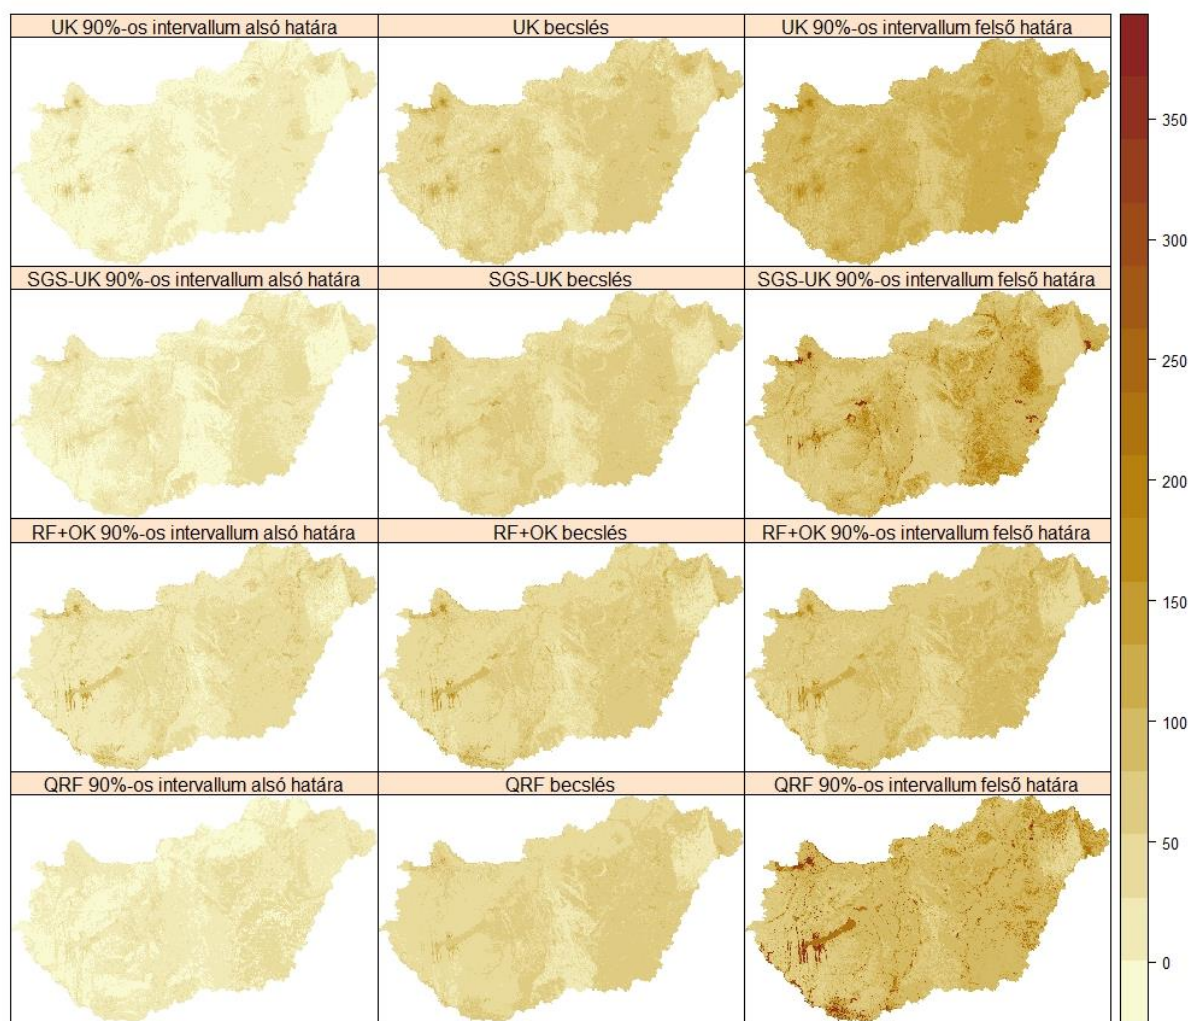 UK 90%-os intervallum alsó határa
UK becslés
UK 90%-os intervallum felső határa
SGS-UK 90%-os intervallum alsó határa
SGS-UK becslés
SGS-UK 90%-os intervallum felső határa
RF+OK 90%-os intervallum alsó határa
RF+OK becslés
RF+OK 90%-os intervallum felső határa
QRF 90%-os intervallum alsó határa
QRF becslés
QRF 90%-os intervallum felső határa
350
300
250
200
150
100
50
0